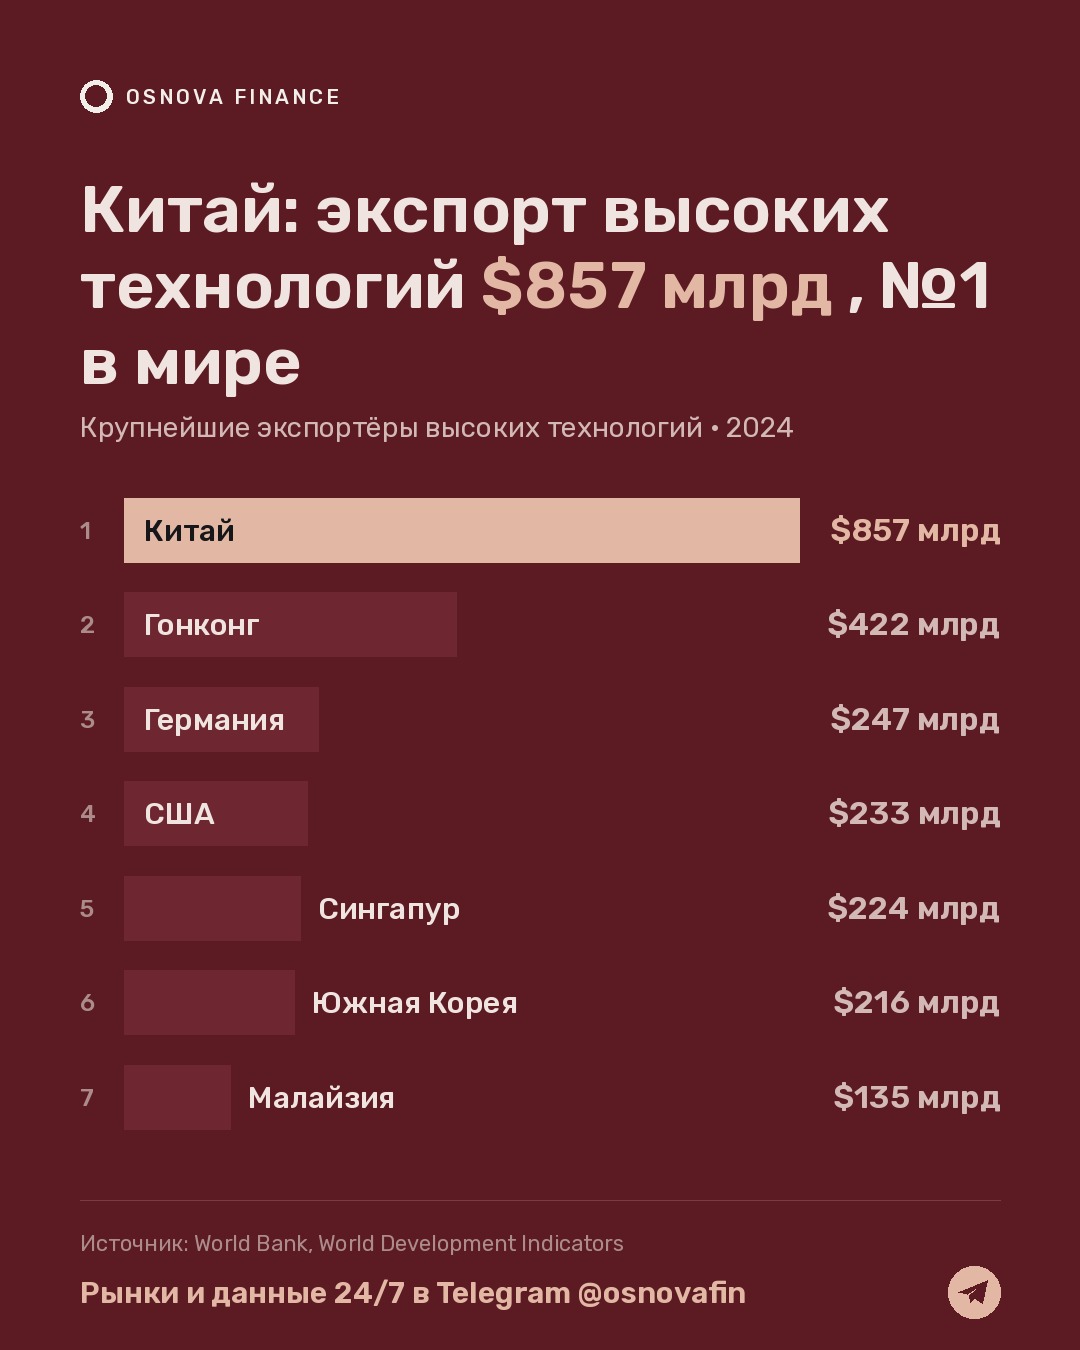 OSNOVA FINANCE
Китай: экспорт высоких
технологий $857 млрд , №1
в мире
Крупнейшие экспортёры высоких технологий • 2024
1 Китай $857 млрд
2 Гонконг $422 млрд
3 Германия $247 млрд
4 США $233 млрд
5 Сингапур $224 млрд
6 Южная Корея $216 млрд
7 Малайзия $135 млрд
Источник: World Bank, World Development Indicators
Рынки и данные 24/7 в Telegram @osnovafin